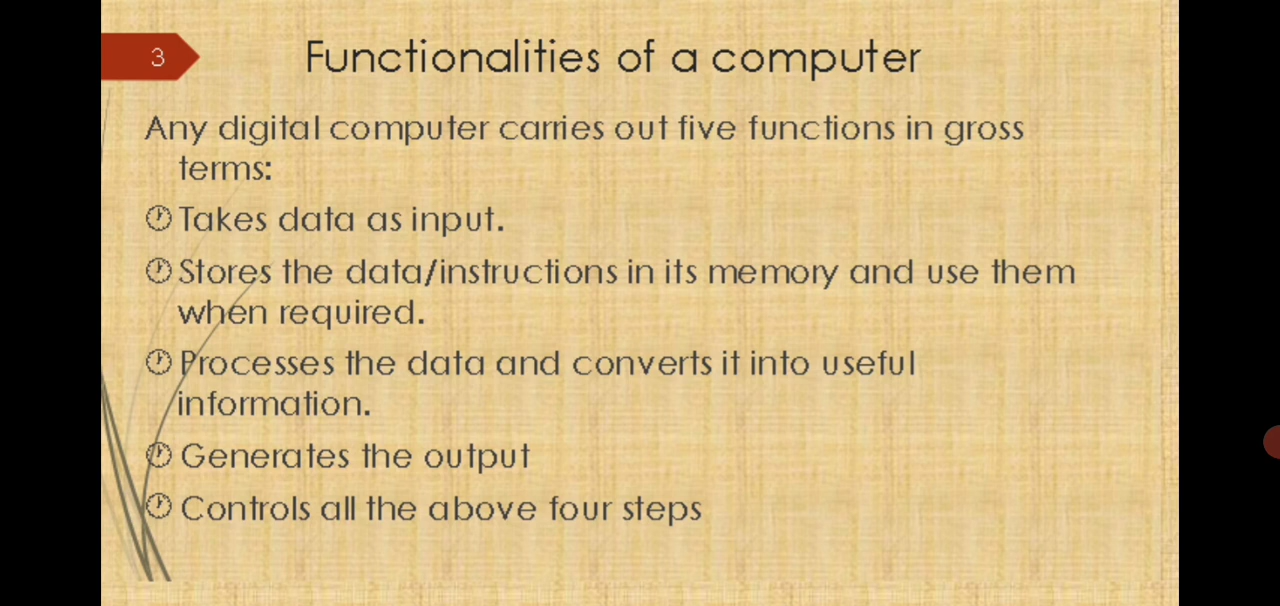 3
Functionalities of a computer
Any digital computer carries out five functions in gross
terms:
Takes data as input.
Stores the data/instructions in its memory and use them
when required.
Processes the data and converts it into useful
information.
Generates the output
Controls all the above four steps